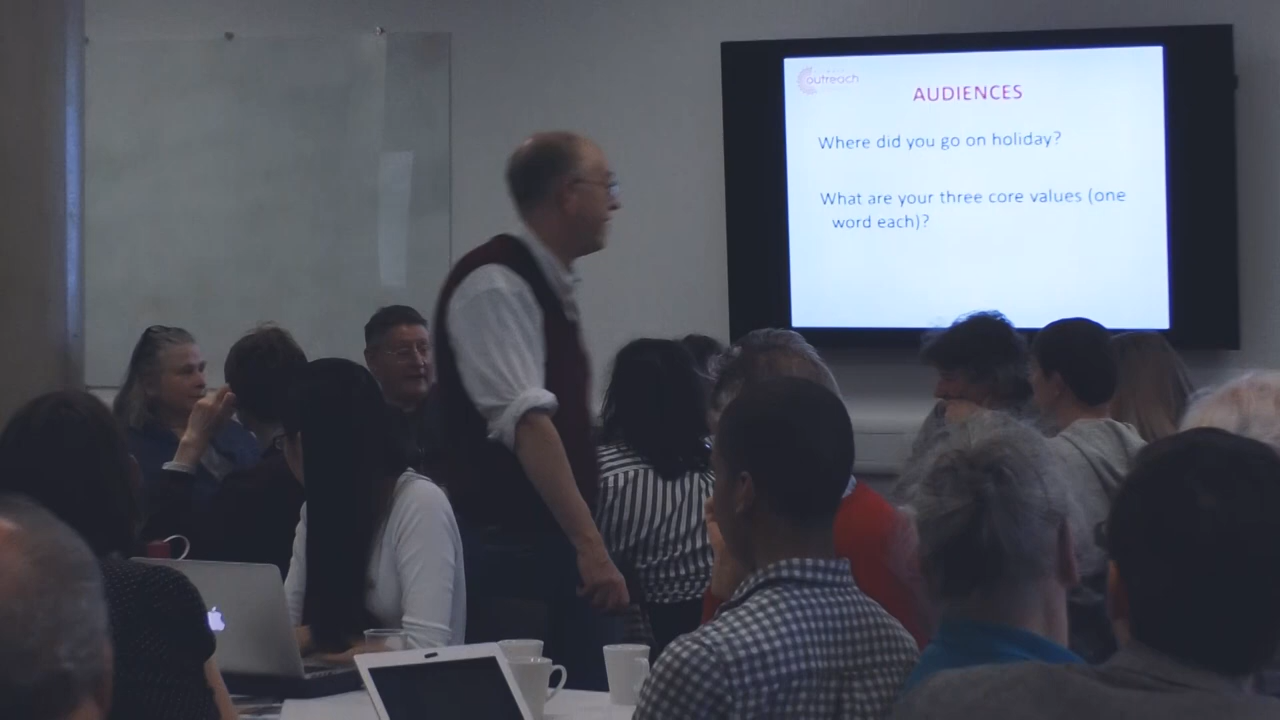 outreach
AUDIENCES
Where did you go on holiday?
What are your three core values (one
word each)?